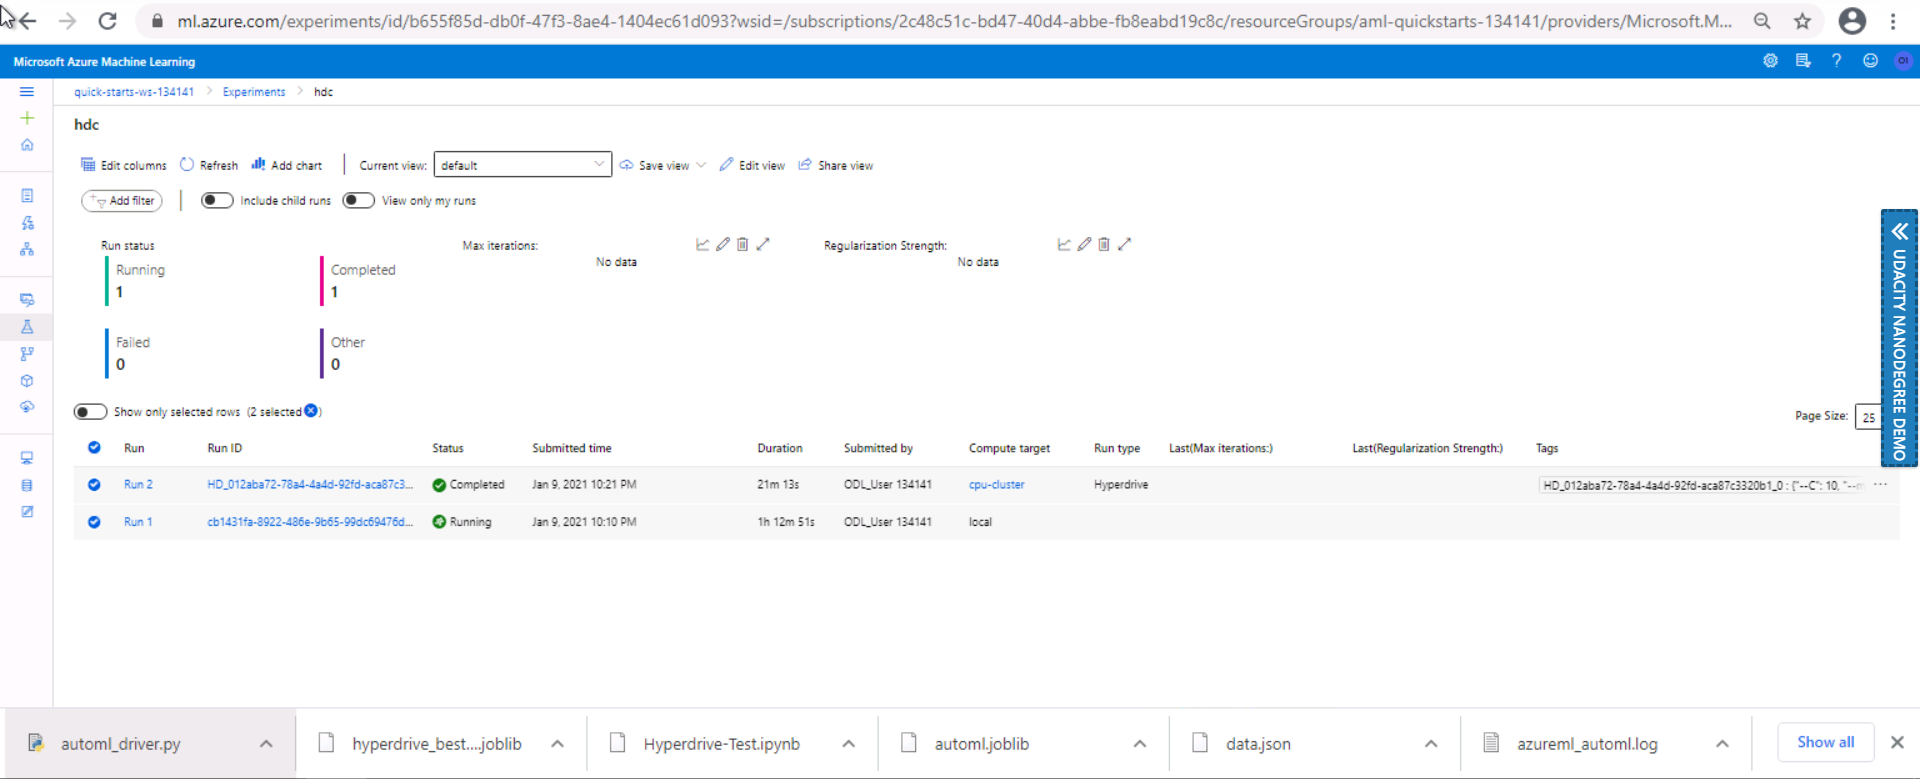 ml.azure.com/experiments/id/b655f85d-db0f-47f3-8ae4-1404ec61d093?wsid=/subscriptions/2c48c51c-bd47-40d4-abbe-fb8eabd19c8c/resourceGroups/aml-quickstarts-134141/providers/Microsoft.M...
Microsoft Azure Machine Learning
quick-starts-ws-134141 > Experiments > hdc
hdc
Edit columns Refresh Add chart Current view: default Save view Edit view Share view
Add filter Include child runs View only my runs
Run status Max iterations: Regularization Strength:
No data No data
Running Completed
1 1
Failed Other
0 0
Show only selected rows (2 selected)
Page Size: 25
Run Run ID Status Submitted time Duration Submitted by Compute target Run type Last(Max iterations:) Last(Regularization Strength:) Tags
Run 2 HD_012aba72-78a4-4a4d-92fd-aca87c3... Completed Jan 9, 2021 10:21 PM 21m 13s ODL_User 134141 cpu-cluster Hyperdrive HD_012aba72-78a4-4a4d-92fd-aca87c3320b1_0 : {"--C": 10, "--m ...
Run 1 cb1431fa-8922-486e-9b65-99dc69476d... Running Jan 9, 2021 10:10 PM 1h 12m 51s ODL_User 134141 local
UDACITY NANODEGREE DEMO
automl_driver.py hyperdrive_best....joblib Hyperdrive-Test.ipynb automl.joblib data.json azureml_automl.log Show all